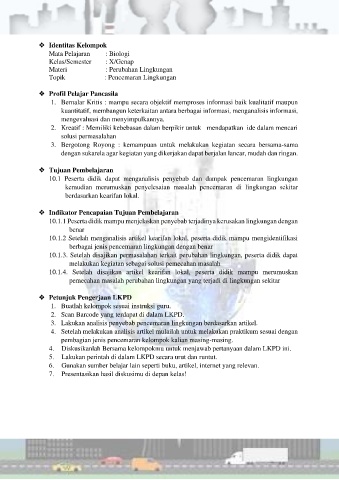 ❖ Identitas Kelompok
Mata Pelajaran : Biologi
Kelas/Semester : X/Genap
Materi : Perubahan Lingkungan
Topik : Pencemaran Lingkungan
❖ Profil Pelajar Pancasila
1. Bernalar Kritis : mampu secara objektif memproses informasi baik kualitatif maupun
kuantitatif, membangun keterkaitan antara berbagai informasi, menganalisis informasi,
mengevaluasi dan menyimpulkannya.
2. Kreatif : Memiliki kebebasan dalam berpikir untuk mendapatkan ide dalam mencari
solusi permasalahan
3. Bergotong Royong : kemampuan untuk melakukan kegiatan secara bersama-sama
dengan sukarela agar kegiatan yang dikerjakan dapat berjalan lancar, mudah dan ringan.
❖ Tujuan Pembelajaran
10.1 Peserta didik dapat menganalisis penyebab dan dampak pencemaran lingkungan
kemudian merumuskan penyelesaian masalah pencemaran di lingkungan sekitar
berdasarkan kearifan lokal.
❖ Indikator Pencapaian Tujuan Pembelajaran
10.1.1 Peserta didik mampu menjelaskan penyebab terjadinya kerusakan lingkungan dengan
benar
10.1.2 Setelah menganalisis artikel kearifan lokal, peserta didik mampu mengidentifikasi
berbagai jenis pencemaran lingkungan dengan benar
10.1.3. Setelah disajikan permasalahan terkait perubahan lingkungan, peserta didik dapat
melakukan kegiatan sebagai solusi pemecahan masalah
10.1.4. Setelah disajikan artikel kearifan lokal, peserta didik mampu merumuskan
pemecahan masalah perubahan lingkungan yang terjadi di lingkungan sekitar
❖ Petunjuk Pengerjaan LKPD
1. Buatlah kelompok sesuai instruksi guru.
2. Scan Barcode yang terdapat di dalam LKPD.
3. Lakukan analisis penyebab pencemaran lingkungan berdasarkan artikel.
4. Setelah melakukan analisis artikel mulailah untuk melakukan praktikum sesuai dengan
pembagian jenis pencemaran kelompok kalian masing-masing.
4. Diskusikanlah Bersama kelompokmu untuk menjawab pertanyaan dalam LKPD ini.
5. Lakukan perintah di dalam LKPD secara urut dan runtut.
6. Gunakan sumber belajar lain seperti buku, artikel, internet yang relevan.
7. Presentasikan hasil diskusimu di depan kelas!